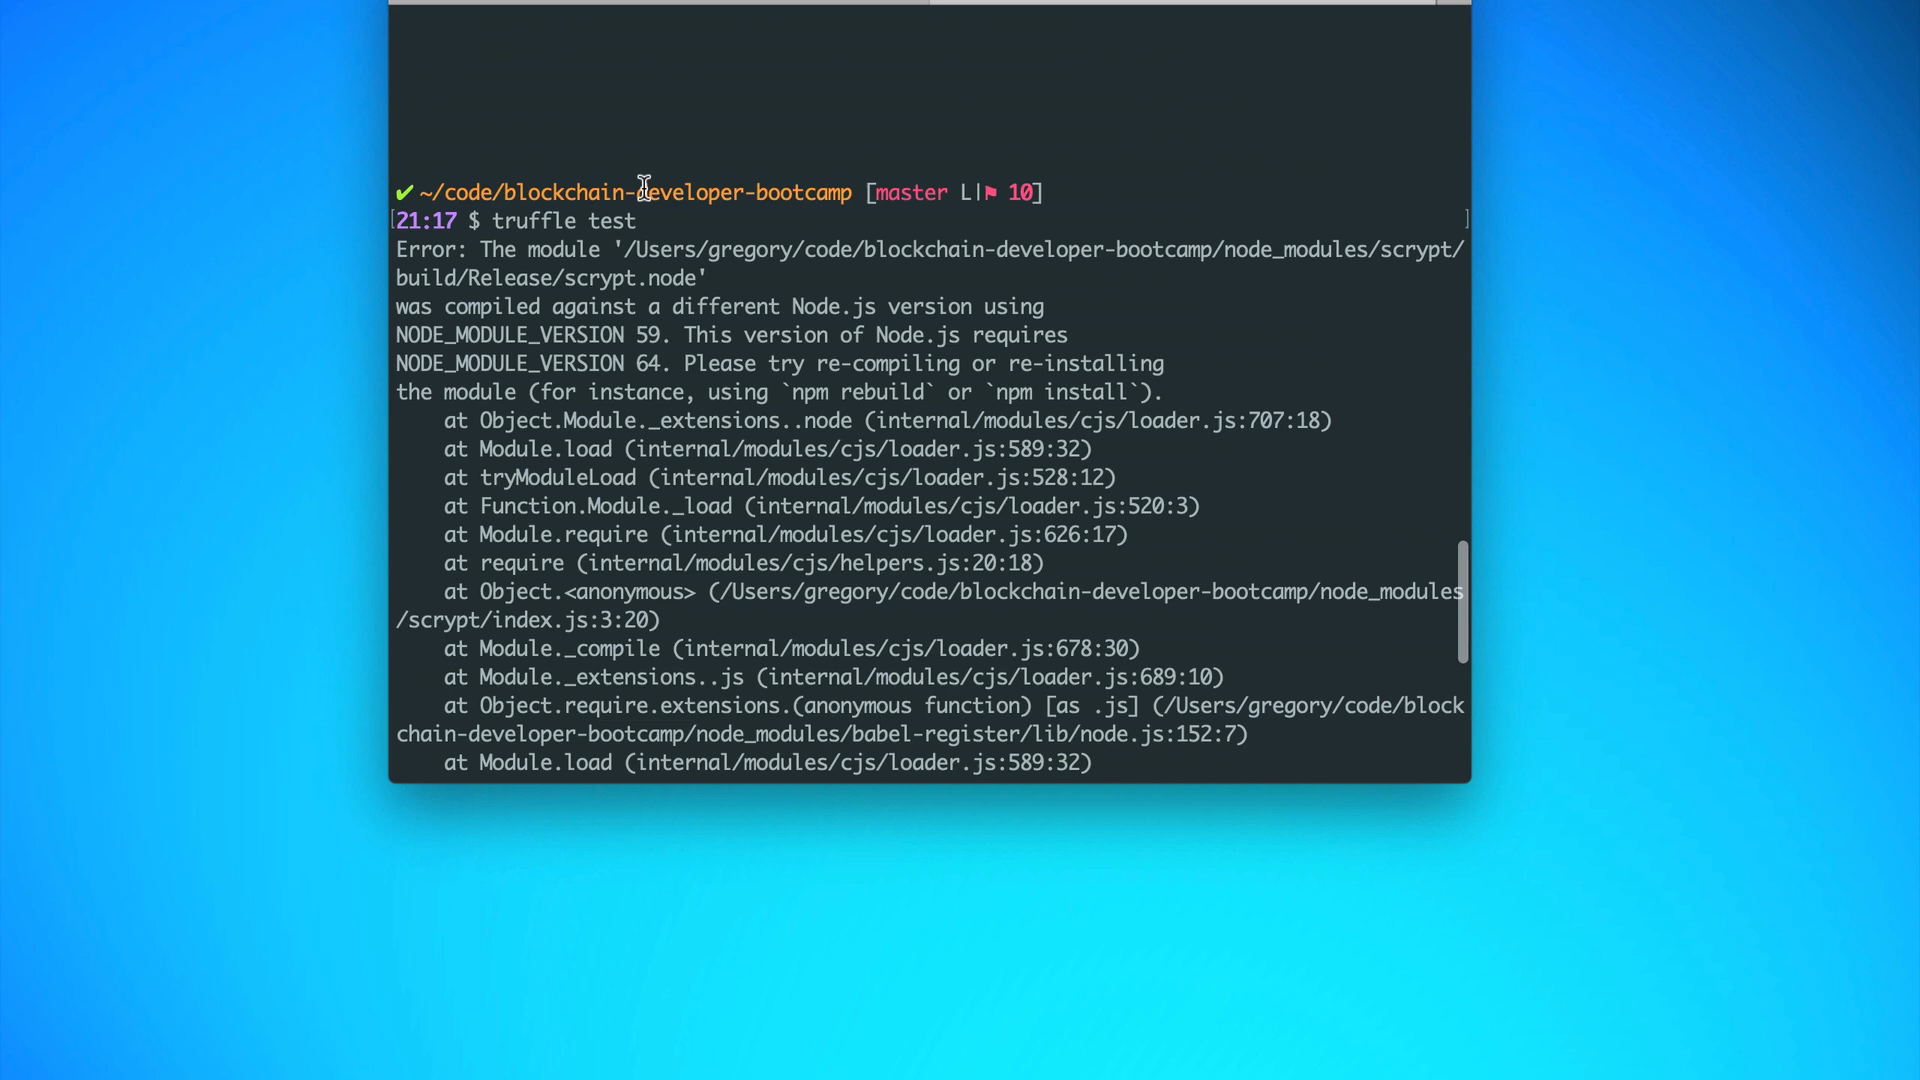 ✔ ~/code/blockchain-developer-bootcamp [master L|⚑ 10]
[21:17 $ truffle test ]
Error: The module '/Users/gregory/code/blockchain-developer-bootcamp/node_modules/scrypt/
build/Release/scrypt.node'
was compiled against a different Node.js version using
NODE_MODULE_VERSION 59. This version of Node.js requires
NODE_MODULE_VERSION 64. Please try re-compiling or re-installing
the module (for instance, using `npm rebuild` or `npm install`).
    at Object.Module._extensions..node (internal/modules/cjs/loader.js:707:18)
    at Module.load (internal/modules/cjs/loader.js:589:32)
    at tryModuleLoad (internal/modules/cjs/loader.js:528:12)
    at Function.Module._load (internal/modules/cjs/loader.js:520:3)
    at Module.require (internal/modules/cjs/loader.js:626:17)
    at require (internal/modules/cjs/helpers.js:20:18)
    at Object.<anonymous> (/Users/gregory/code/blockchain-developer-bootcamp/node_modules
/scrypt/index.js:3:20)
    at Module._compile (internal/modules/cjs/loader.js:678:30)
    at Module._extensions..js (internal/modules/cjs/loader.js:689:10)
    at Object.require.extensions.(anonymous function) [as .js] (/Users/gregory/code/block
chain-developer-bootcamp/node_modules/babel-register/lib/node.js:152:7)
    at Module.load (internal/modules/cjs/loader.js:589:32)